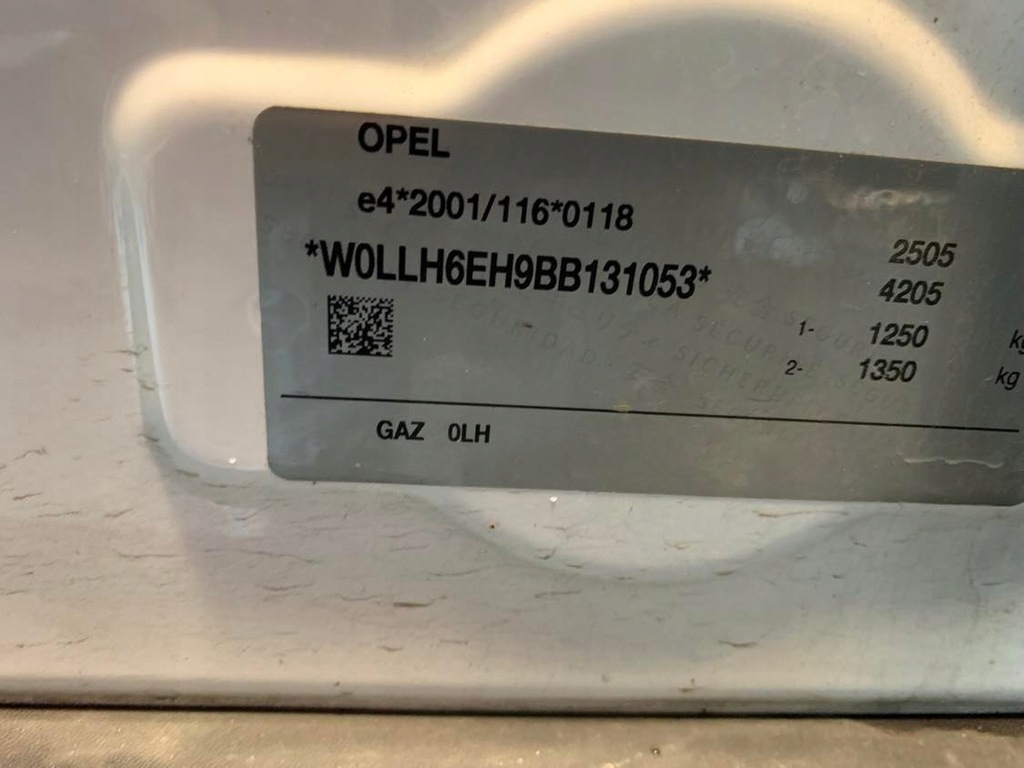 OPEL
e4*2001/116*0118
*W0LLH6EH9BB131053*
2505
4205
1- 1250 kg
2- 1350 kg
GAZ 0LH